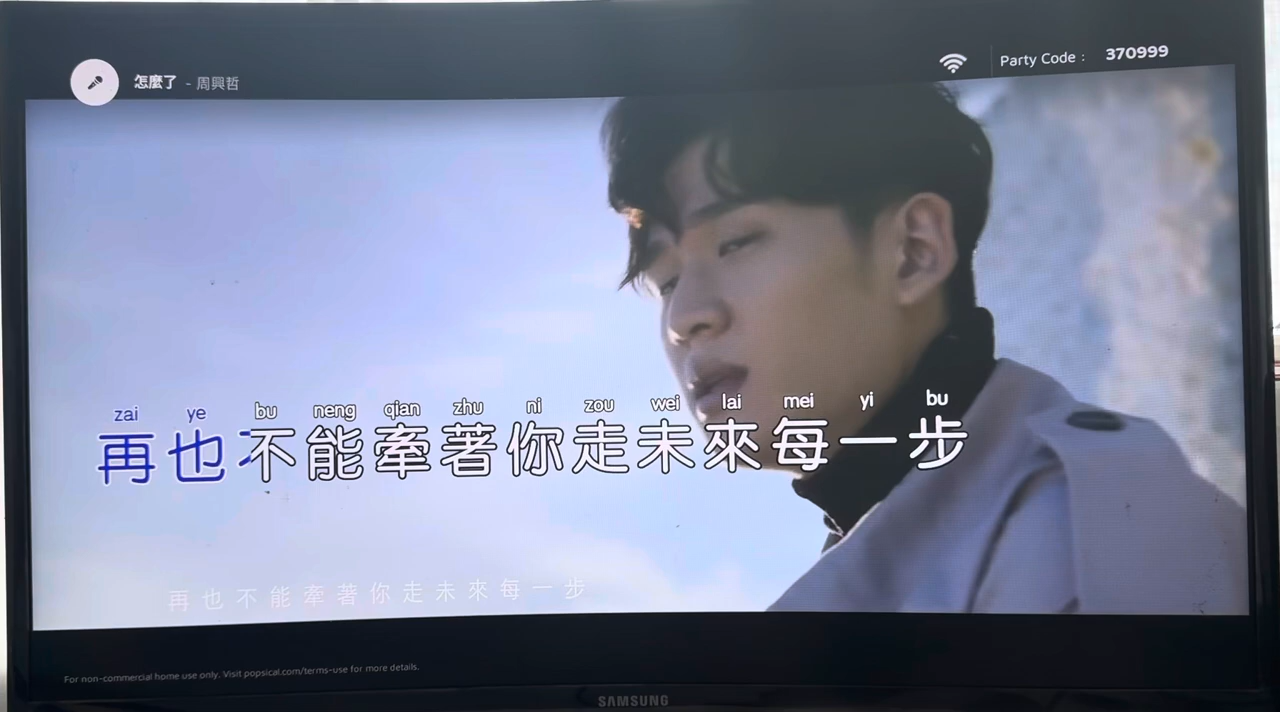 怎麼了 - 周興哲
Party Code : 370999
zai ye bu neng qian zhu ni zou wei lai mei yi bu
再也不能牽著你走未來每一步
再也不能牽著你走未來每一步
For non-commercial home use only. Visit popsical.com/terms-use for more details.
SAMSUNG